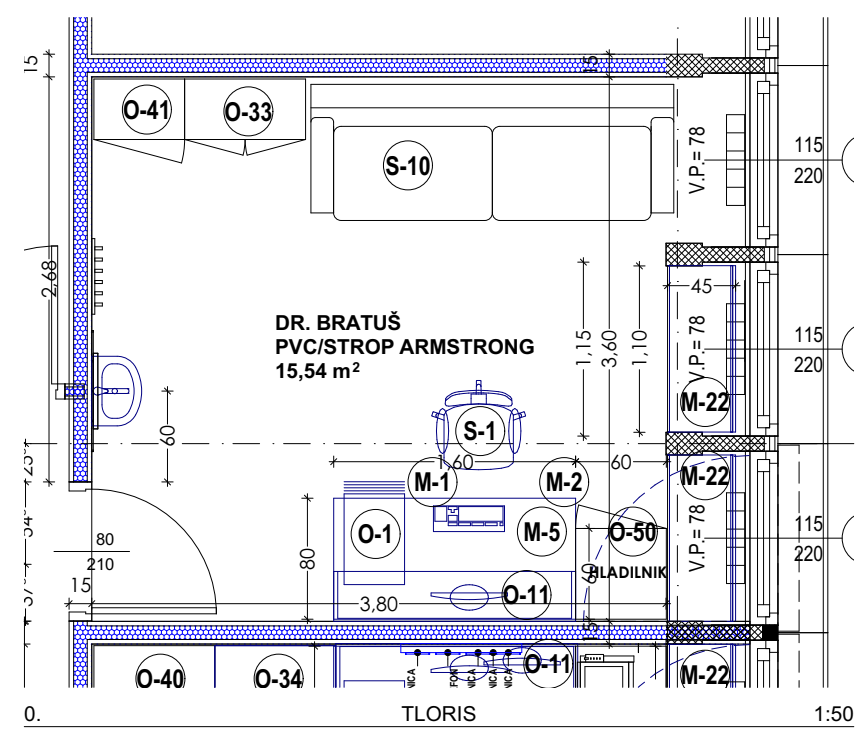 15
15
O-41
O-33
S-10
V.P.= 78
115
220
2,68
45
DR. BRATUŠ
PVC/STROP ARMSTRONG
15,54 m²
1,15
3,60
1,10
V.P.= 78
115
220
M-22
S-1
60
1,60
60
M-1
M-2
M-22
O-1
M-5
O-50
V.P.= 78
115
220
80
210
80
60
HLADILNIK
15
3,80
O-11
15
O-40
O-34
O-11
M-22
0.
TLORIS
1:50